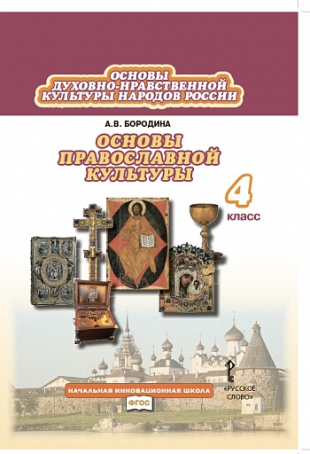 ОСНОВЫ
ДУХОВНО-НРАВСТВЕННОЙ
КУЛЬТУРЫ НАРОДОВ РОССИИ
А.В. БОРОДИНА
ОСНОВЫ
ПРАВОСЛАВНОЙ
КУЛЬТУРЫ
4
класс
НАЧАЛЬНАЯ ИННОВАЦИОННАЯ ШКОЛА
ФГОС
«РУССКОЕ
СЛОВО»